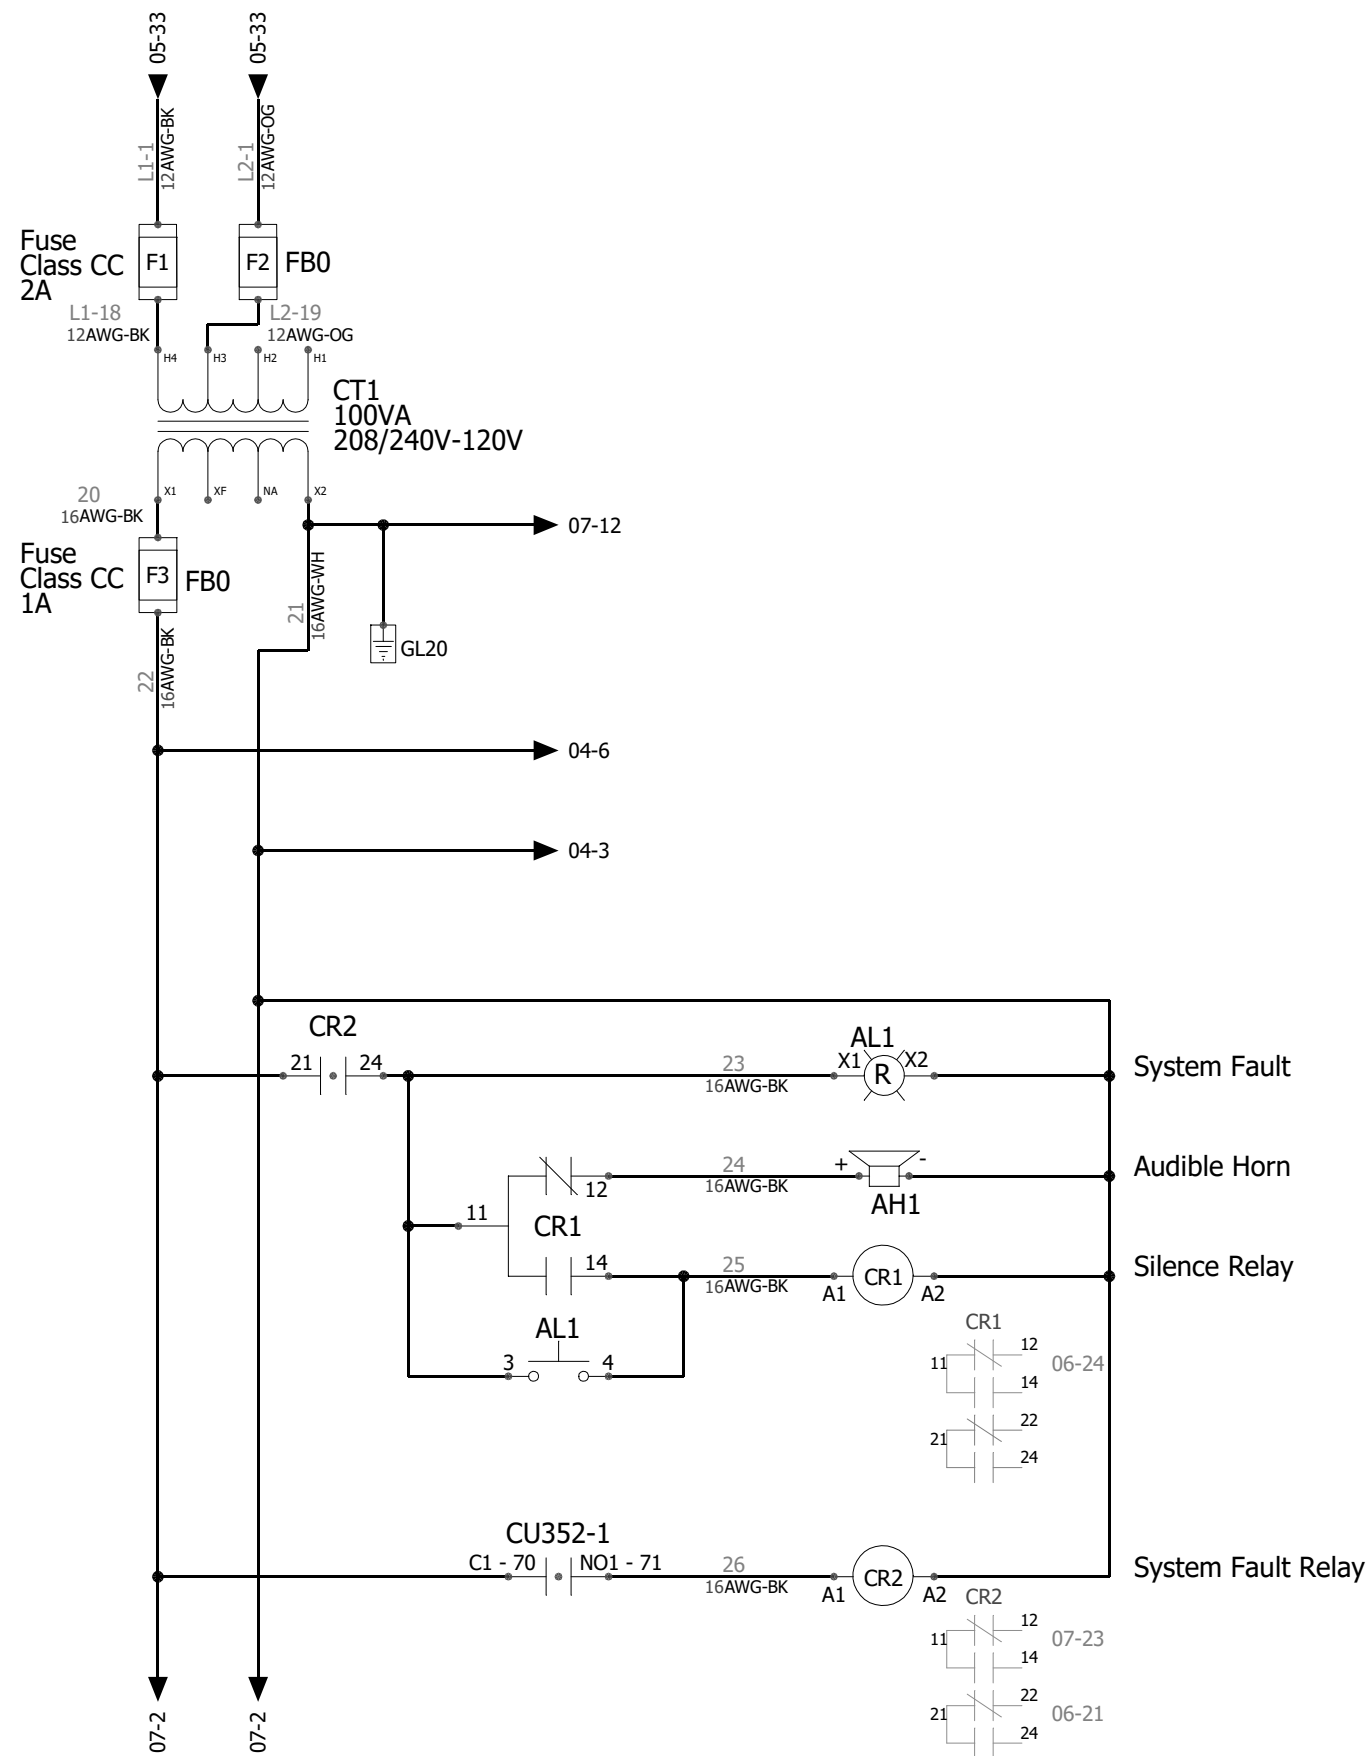 05-33
05-33
L1-1
12AWG-BK
L2-1
12AWG-OG
Fuse
Class CC
2A
F1
F2
FB0
L1-18
12AWG-BK
L2-19
12AWG-OG
H4
H3
H2
H1
CT1
100VA
208/240V-120V
X1
XF
NA
X2
20
16AWG-BK
07-12
Fuse
Class CC
1A
F3
FB0
21
16AWG-WH
GL20
22
16AWG-BK
04-6
04-3
CR2
21
24
23
16AWG-BK
AL1
X1
R
X2
System Fault
12
24
16AWG-BK
+
-
AH1
Audible Horn
11
CR1
14
25
16AWG-BK
A1
CR1
A2
Silence Relay
AL1
3
4
CR1
11
12
14
06-24
21
22
24
CU352-1
C1 - 70
NO1 - 71
26
16AWG-BK
A1
CR2
A2
System Fault Relay
CR2
11
12
14
07-23
21
22
24
06-21
07-2
07-2